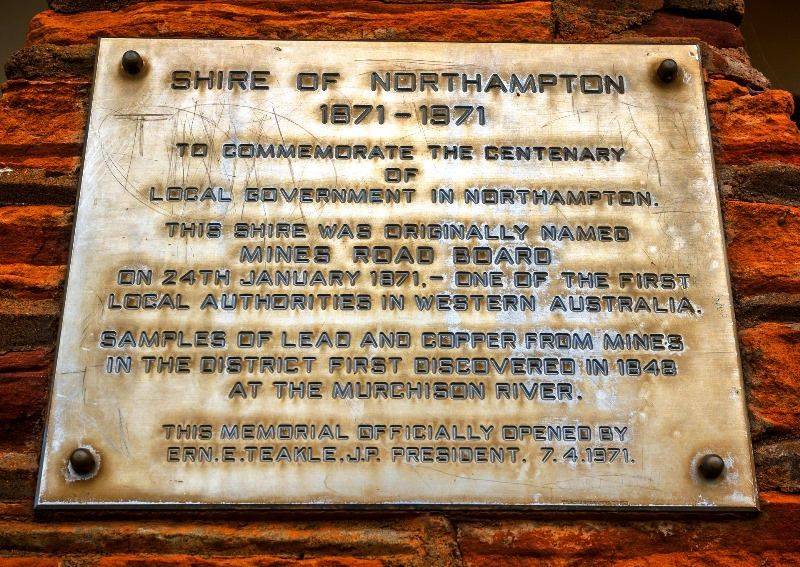 SHIRE OF NORTHAMPTON
1871-1971
TO COMMEMORATE THE CENTENARY
OF
LOCAL GOVERNMENT IN NORTHAMPTON.
THIS SHIRE WAS ORIGINALLY NAMED
MINES ROAD BOARD
ON 24TH JANUARY 1871.- ONE OF THE FIRST
LOCAL AUTHORITIES IN WESTERN AUSTRALIA.
SAMPLES OF LEAD AND COPPER FROM MINES
IN THE DISTRICT FIRST DISCOVERED IN 1848
AT THE MURCHISON RIVER.
THIS MEMORIAL OFFICIALLY OPENED BY
ERN.E.TEAKLE.J.P. PRESIDENT. 7.4.1971.